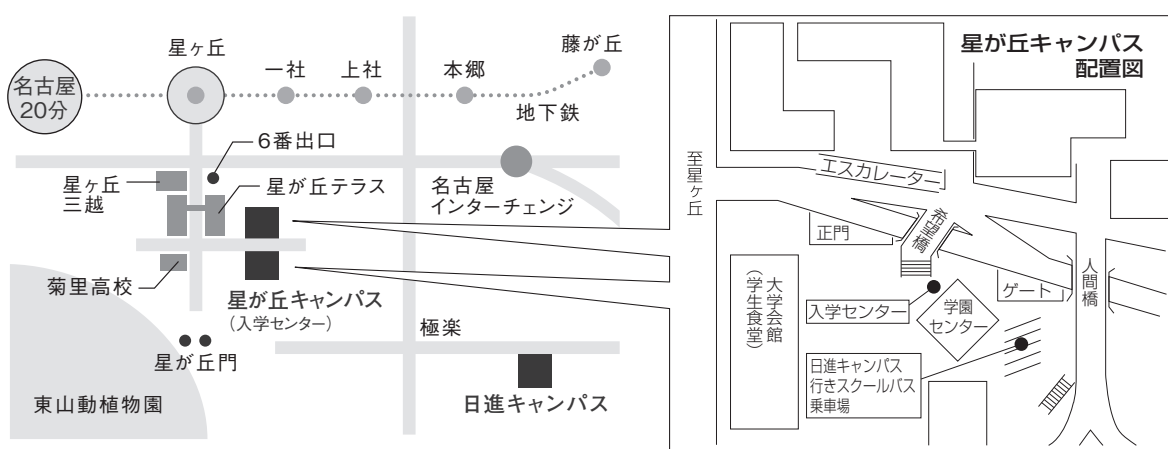 名古屋
20分
星ヶ丘
一社
上社
本郷
藤が丘
地下鉄
6番出口
星ヶ丘
三越
星が丘テラス
名古屋
インターチェンジ
菊里高校
星が丘キャンパス
(入学センター)
星が丘門
極楽
東山動植物園
日進キャンパス
星が丘キャンパス
配置図
至星ヶ丘
エスカレーター
希望橋
正門
ゲート
人間橋
大学会館
(学生食堂)
入学センター
学園
センター
日進キャンパス
行きスクールバス
乗車場